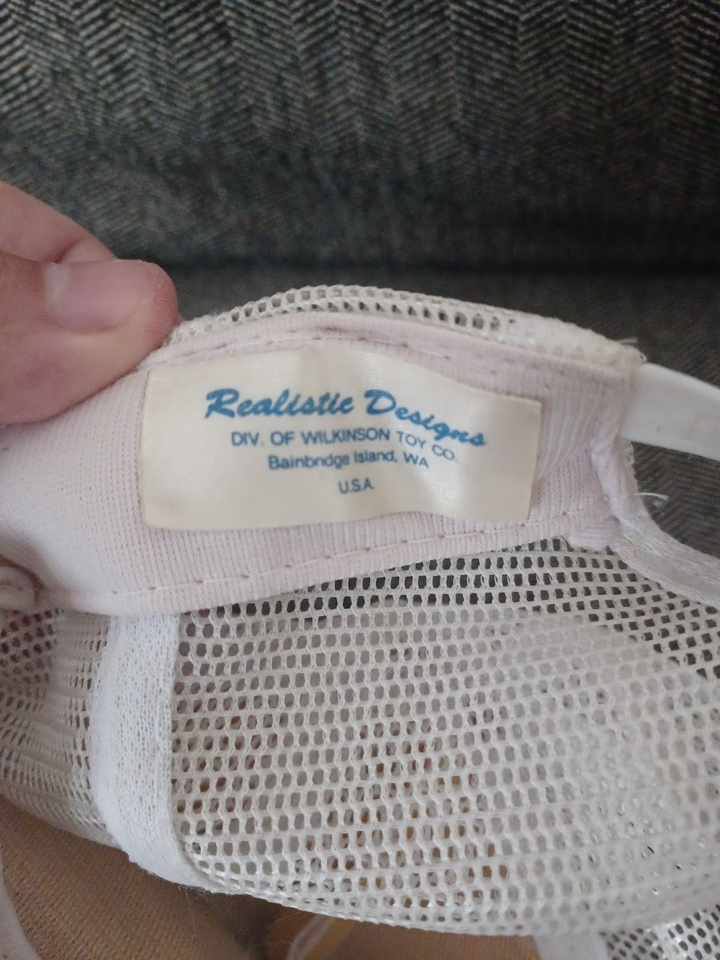 Realistic Designs
DIV. OF WILKINSON TOY CO.
Bainbridge Island, WA
U.S.A.